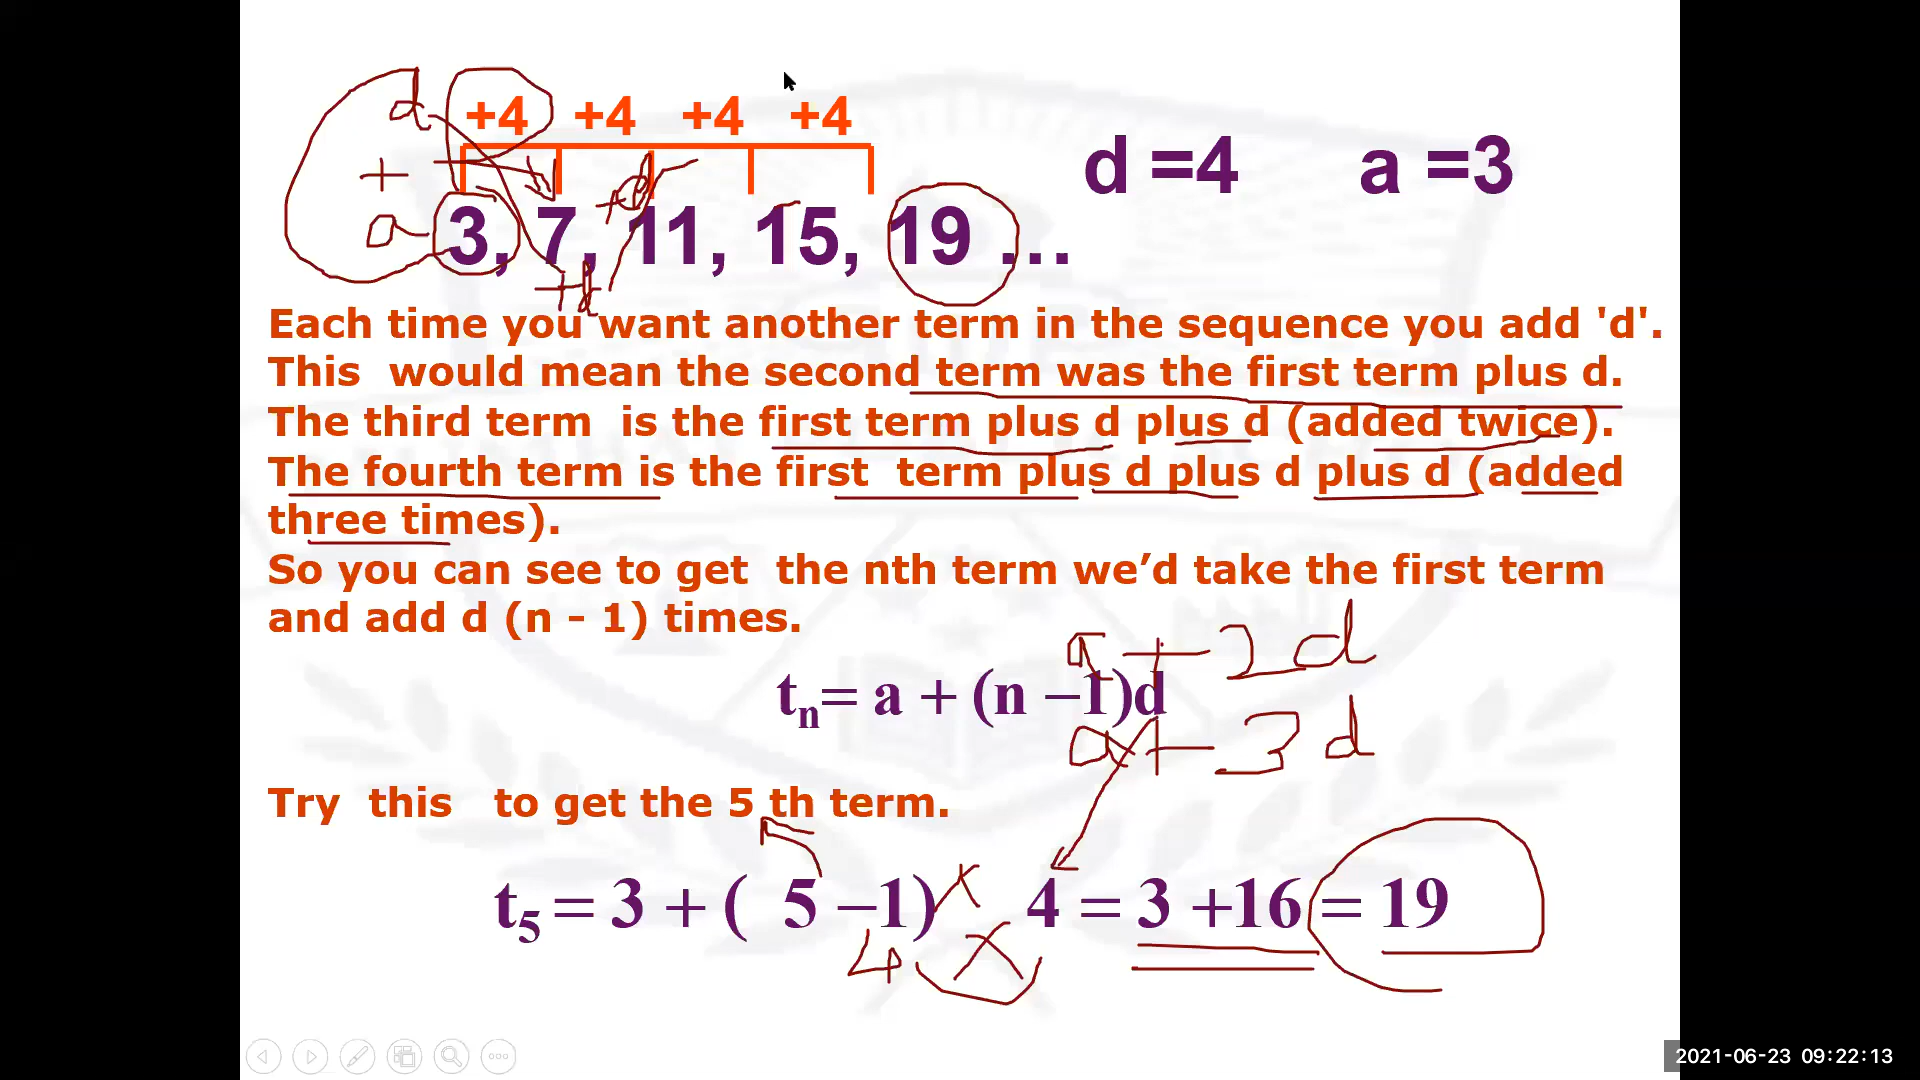 d +4 +4 +4 +4
+ d =4 a =3
a 3, 7, 11, 15, 19 ...
+d
+d
Each time you want another term in the sequence you add 'd'.
This would mean the second term was the first term plus d.
The third term is the first term plus d plus d (added twice).
The fourth term is the first term plus d plus d plus d (added
three times).
So you can see to get the nth term we’d take the first term
and add d (n - 1) times.
a + 2d
tn= a + (n –1)d
a + 3d
Try this to get the 5 th term.
t5 = 3 + ( 5 –1) x 4 = 3 +16 = 19
4 x
2021-06-23 09:22:13